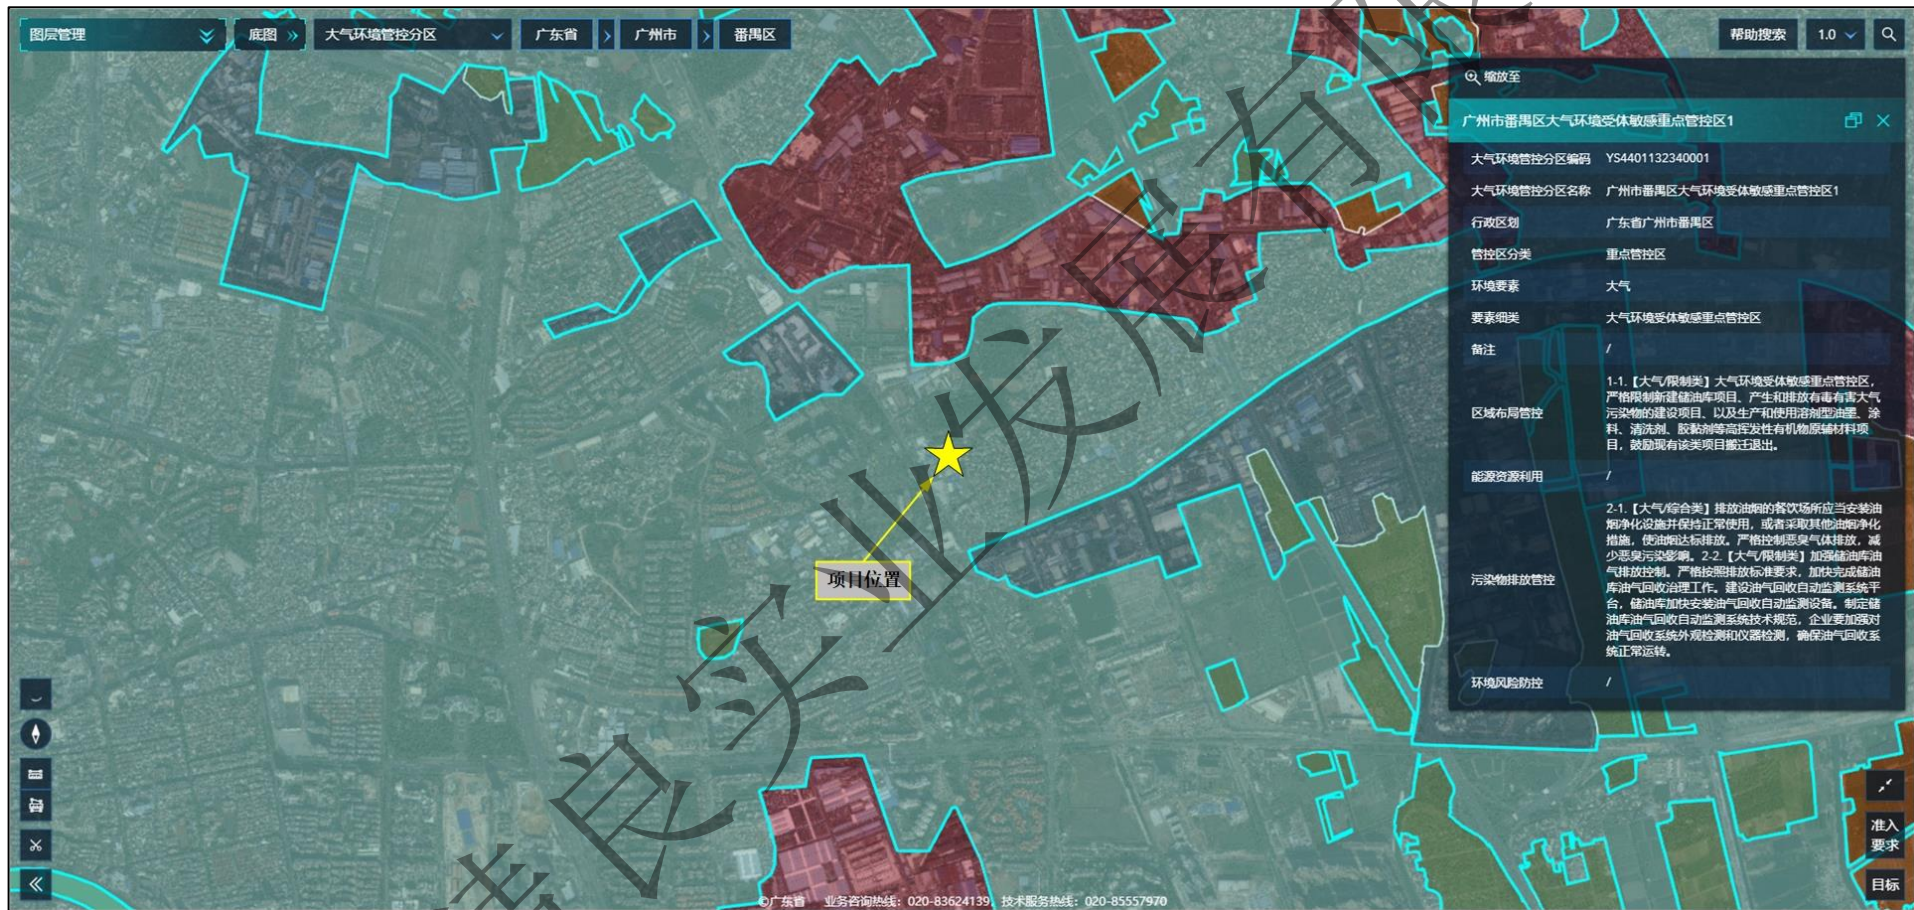 图层管理
底图
大气环境管控分区
广东省
广州市
番禺区
帮助搜索
1.0
缩放至
广州市番禺区大气环境受体敏感重点管控区1
大气环境管控分区编码 YS4401132340001
大气环境管控分区名称 广州市番禺区大气环境受体敏感重点管控区1
行政区划 广东省广州市番禺区
管控区分类 重点管控区
环境要素 大气
要素细类 大气环境受体敏感重点管控区
备注 /
区域布局管控
1-1.【大气/限制类】大气环境受体敏感重点管控区,
严格限制新建储油库项目、产生和排放有毒有害大气
污染物的建设项目、以及生产和使用溶剂型油墨、涂
料、清洗剂、胶黏剂等高挥发性有机物原辅材料项
目,鼓励现有该类项目搬迁退出。
能源资源利用 /
污染物排放管控
2-1.【大气/综合类】排放油烟的餐饮场所应当安装油
烟净化设施并保持正常使用,或者采取其他油烟净化
措施,使油烟达标排放。严格控制恶臭气体排放,减
少恶臭污染影响。2-2.【大气/限制类】加强储油库油
气排放控制。严格按照排放标准要求,加快完成储油
库油气回收治理工作。建设油气回收自动监测系统平
台,储油库加快安装油气回收自动监测设备。制定储
油库油气回收自动监测系统技术规范,企业要加强对
油气回收系统外观检测和仪器检测,确保油气回收系
统正常运转。
环境风险防控 /
项目位置
准入
要求
目标
©广东省 业务咨询热线:020-83624139,技术服务热线:020-85557970
良实业发展有限